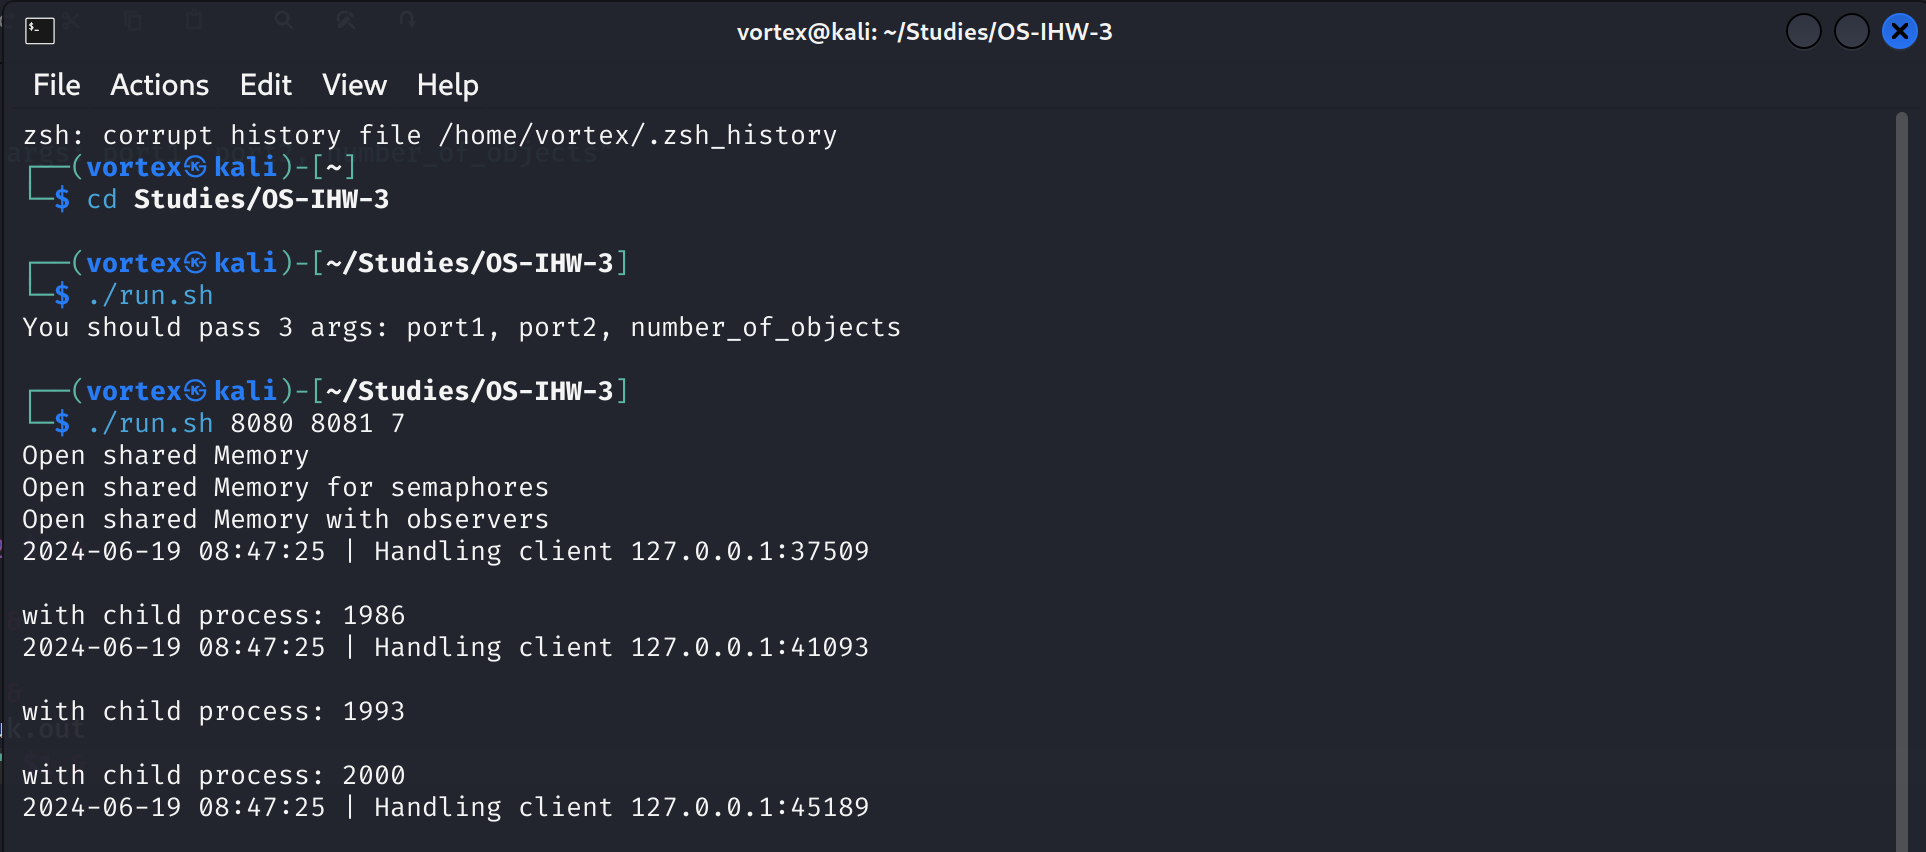 vortex@kali: ~/Studies/OS-IHW-3
File Actions Edit View Help
zsh: corrupt history file /home/vortex/.zsh_history
┌──(vortex㉿kali)-[~]
└─$ cd Studies/OS-IHW-3
┌──(vortex㉿kali)-[~/Studies/OS-IHW-3]
└─$ ./run.sh
You should pass 3 args: port1, port2, number_of_objects
┌──(vortex㉿kali)-[~/Studies/OS-IHW-3]
└─$ ./run.sh 8080 8081 7
Open shared Memory
Open shared Memory for semaphores
Open shared Memory with observers
2024-06-19 08:47:25 | Handling client 127.0.0.1:37509
with child process: 1986
2024-06-19 08:47:25 | Handling client 127.0.0.1:41093
with child process: 1993
with child process: 2000
2024-06-19 08:47:25 | Handling client 127.0.0.1:45189